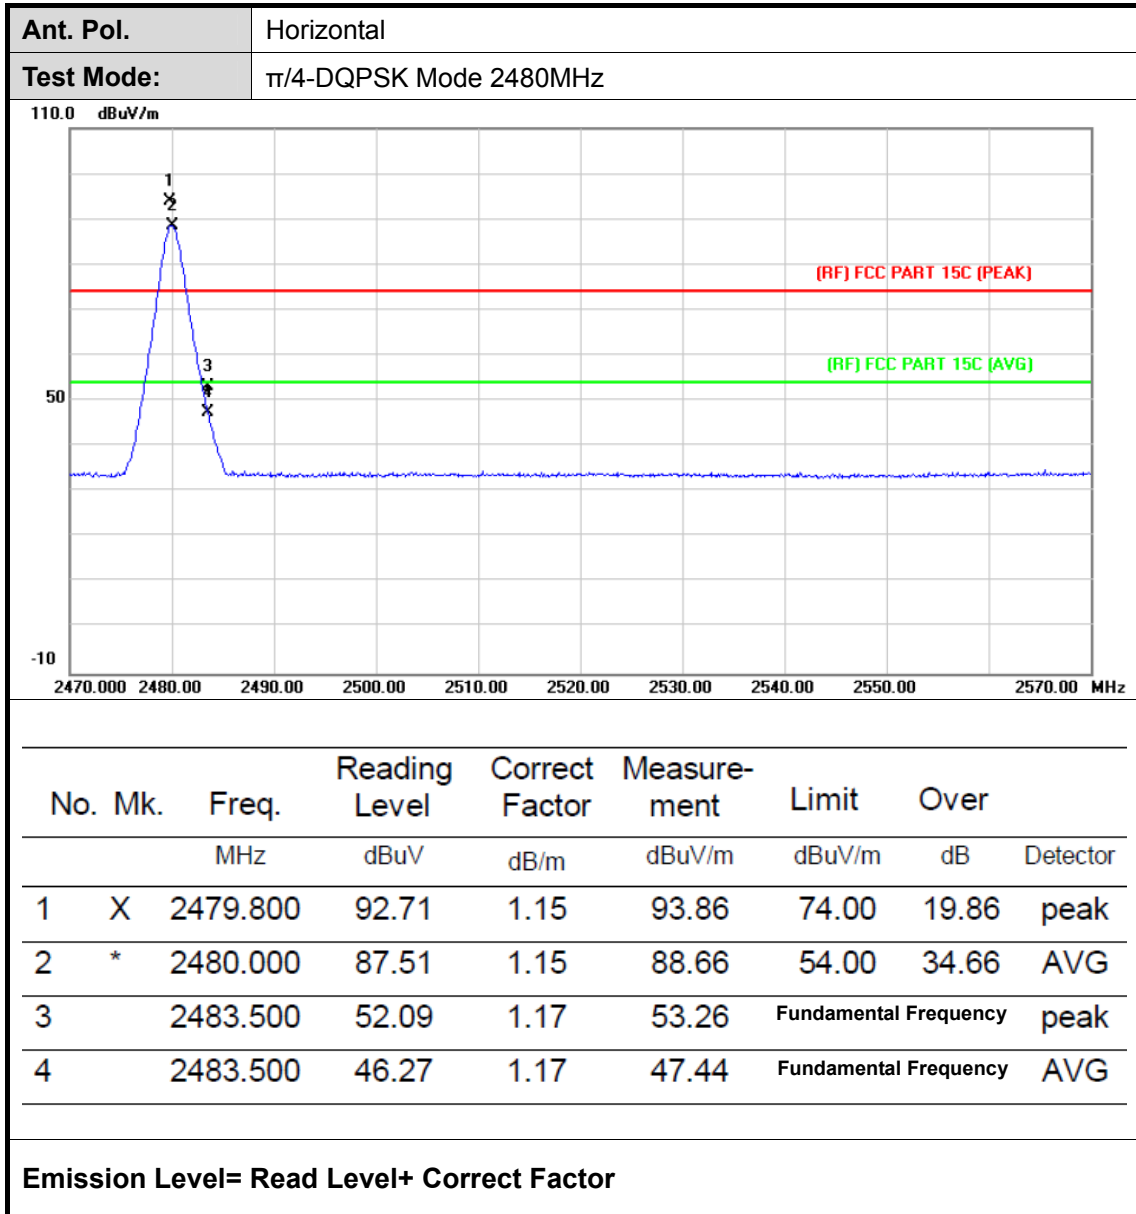 Ant. Pol. Horizontal
Test Mode: π/4-DQPSK Mode 2480MHz
110.0 dBuV/m
1
2
(RF) FCC PART 15C (PEAK)
3
(RF) FCC PART 15C (AVG)
50
4
-10
2470.000 2480.00 2490.00 2500.00 2510.00 2520.00 2530.00 2540.00 2550.00 2570.00 MHz
No. Mk. Freq. Reading Level Correct Factor Measure-ment Limit Over
MHz dBuV dB/m dBuV/m dBuV/m dB Detector
1 X 2479.800 92.71 1.15 93.86 74.00 19.86 peak
2 * 2480.000 87.51 1.15 88.66 54.00 34.66 AVG
3 2483.500 52.09 1.17 53.26 Fundamental Frequency peak
4 2483.500 46.27 1.17 47.44 Fundamental Frequency AVG
Emission Level= Read Level+ Correct Factor